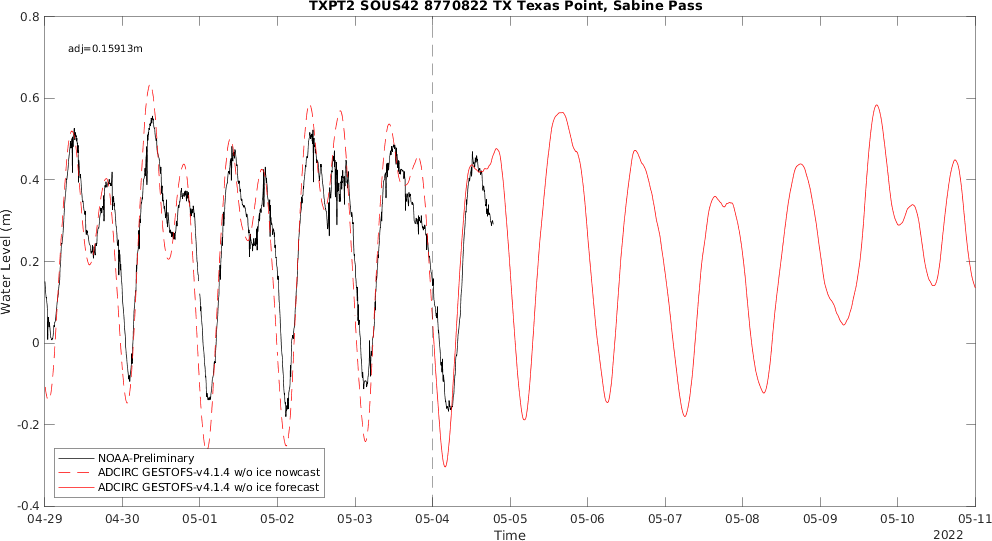 TXPT2 SOUS42 8770822 TX Texas Point, Sabine Pass
adj=0.15913m
0.8
0.6
0.4
0.2
0
-0.2
-0.4
Water Level (m)
NOAA-Preliminary
ADCIRC GESTOFS-v4.1.4 w/o ice nowcast
ADCIRC GESTOFS-v4.1.4 w/o ice forecast
04-29 04-30 05-01 05-02 05-03 05-04 05-05 05-06 05-07 05-08 05-09 05-10 05-11
Time
2022